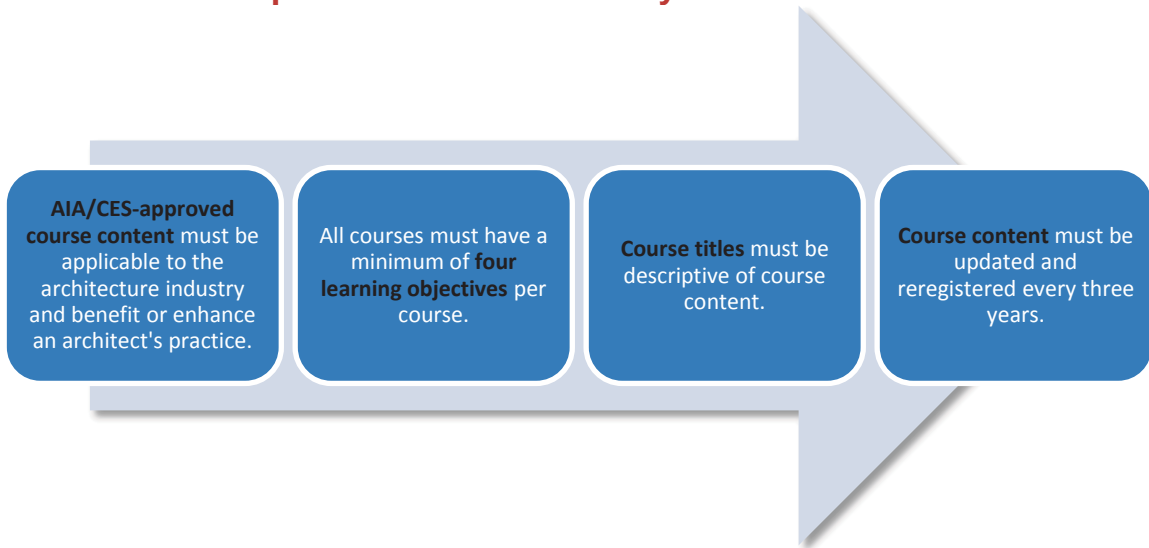 AIA/CES-approved
course content must be
applicable to the
architecture industry
and benefit or enhance
an architect's practice.
All courses must have a
minimum of four
learning objectives per
course.
Course titles must be
descriptive of course
content.
Course content must be
updated and
reregistered every three
years.